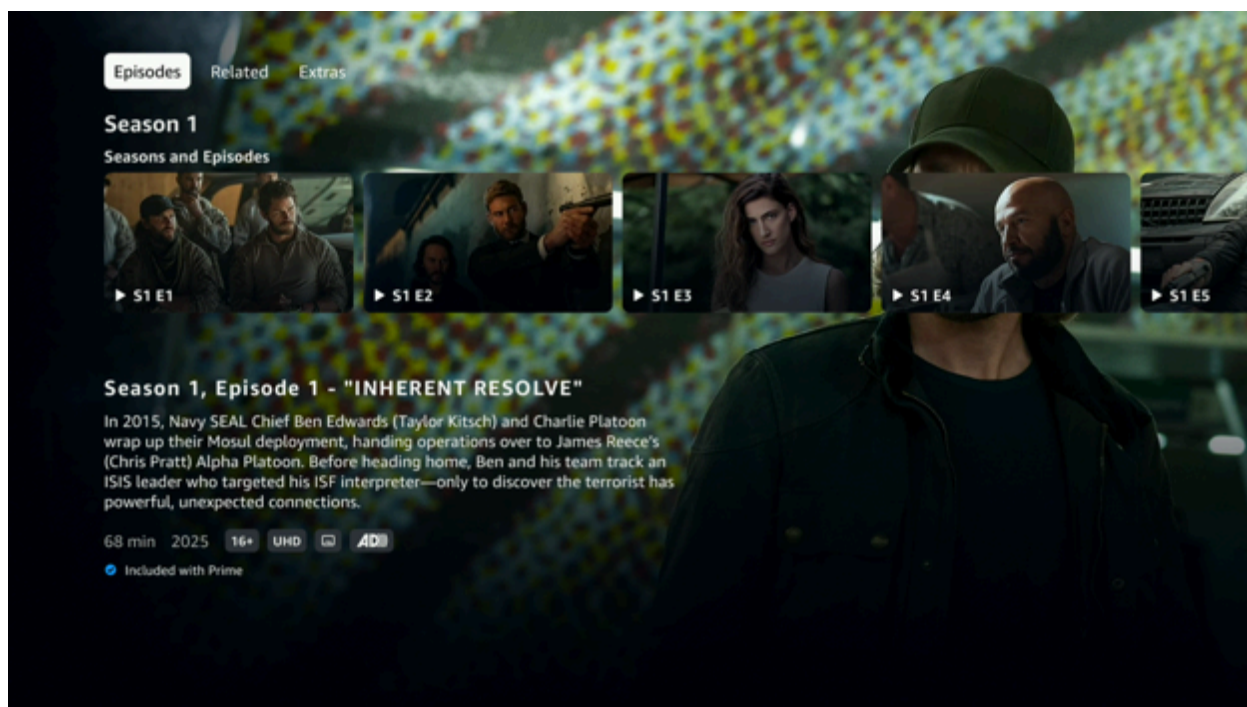 Episodes Related Extras
Season 1
Seasons and Episodes
S1 E1 S1 E2 S1 E3 S1 E4 S1 E5
Season 1, Episode 1 - "INHERENT RESOLVE"
In 2015, Navy SEAL Chief Ben Edwards (Taylor Kitsch) and Charlie Platoon
wrap up their Mosul deployment, handing operations over to James Reece's
(Chris Pratt) Alpha Platoon. Before heading home, Ben and his team track an
ISIS leader who targeted his ISF interpreter—only to discover the terrorist has
powerful, unexpected connections.
68 min 2025 16+ UHD AD
Included with Prime